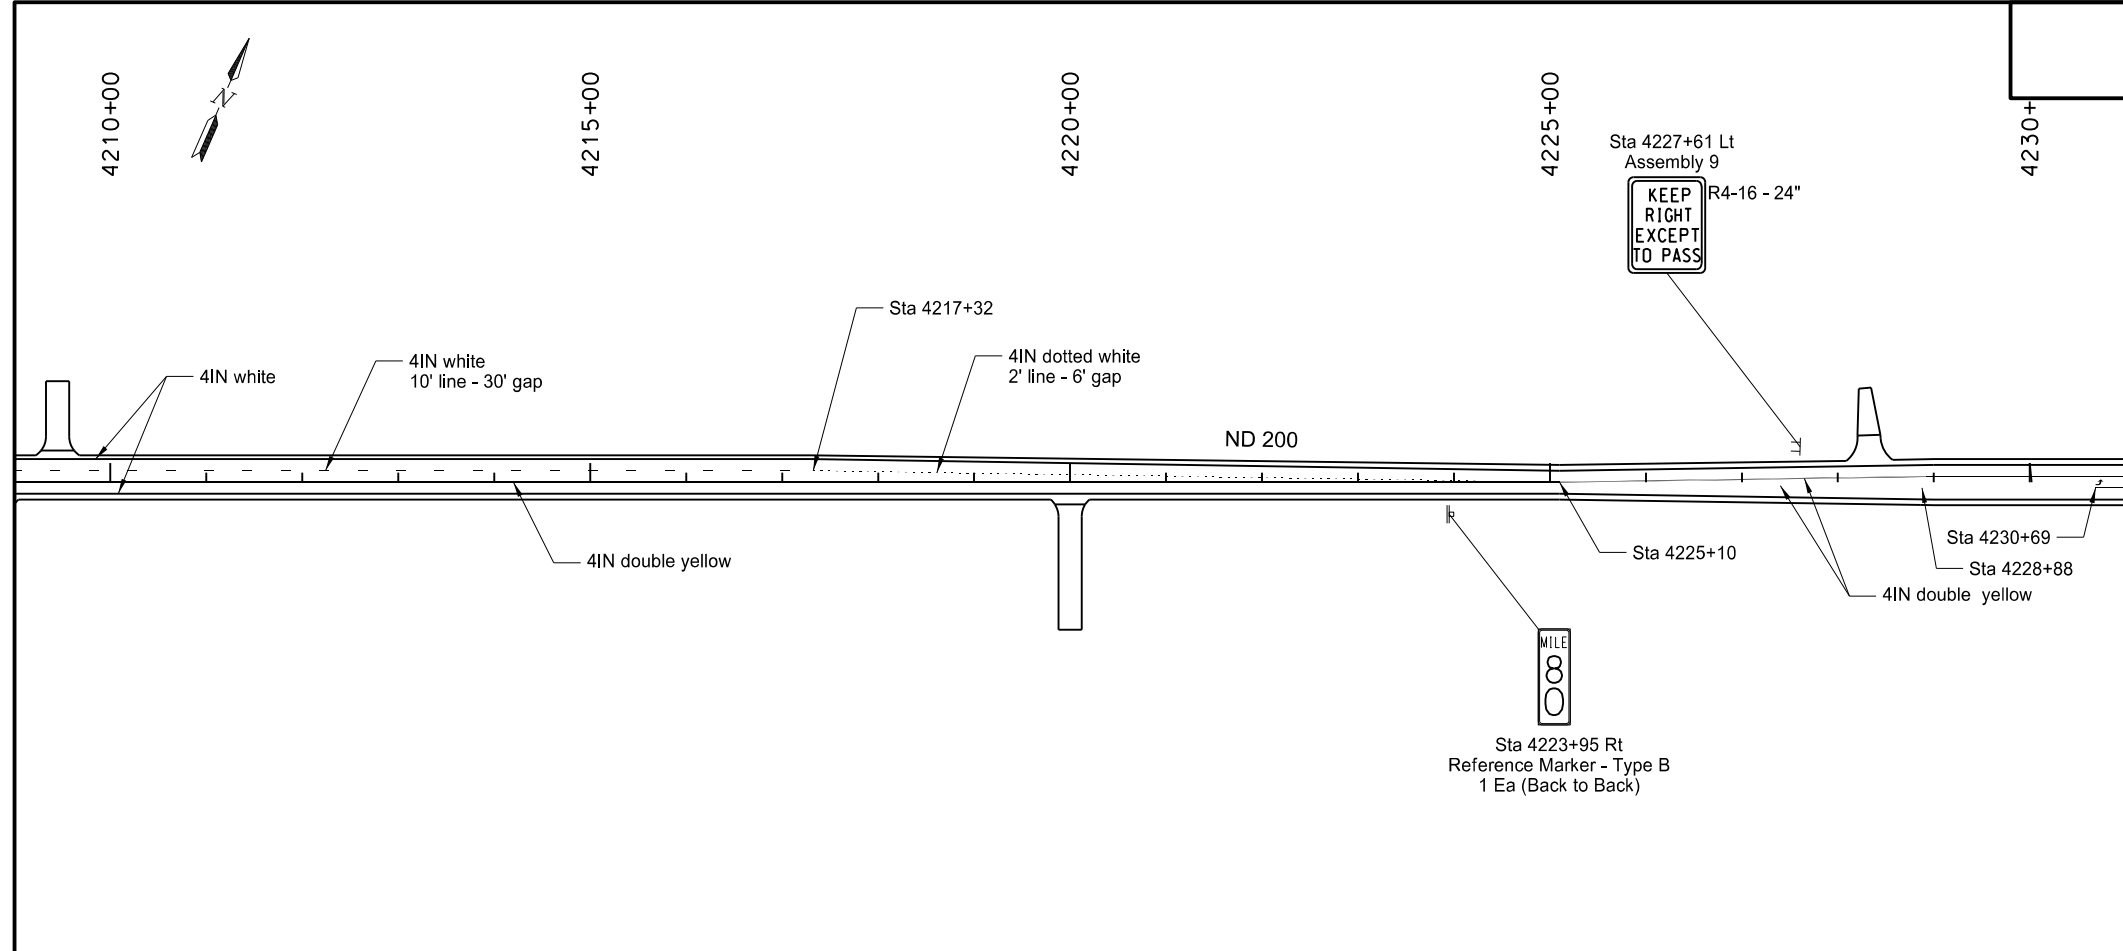 4210+00
4215+00
4220+00
4225+00
4230+
N
Sta 4227+61 Lt
Assembly 9
KEEP
RIGHT
EXCEPT
TO PASS
R4-16 - 24"
Sta 4217+32
4IN white
4IN white
10' line - 30' gap
4IN dotted white
2' line - 6' gap
ND 200
4IN double yellow
Sta 4225+10
Sta 4230+69
Sta 4228+88
4IN double  yellow
MILE
8
0
Sta 4223+95 Rt
Reference Marker - Type B
1 Ea (Back to Back)